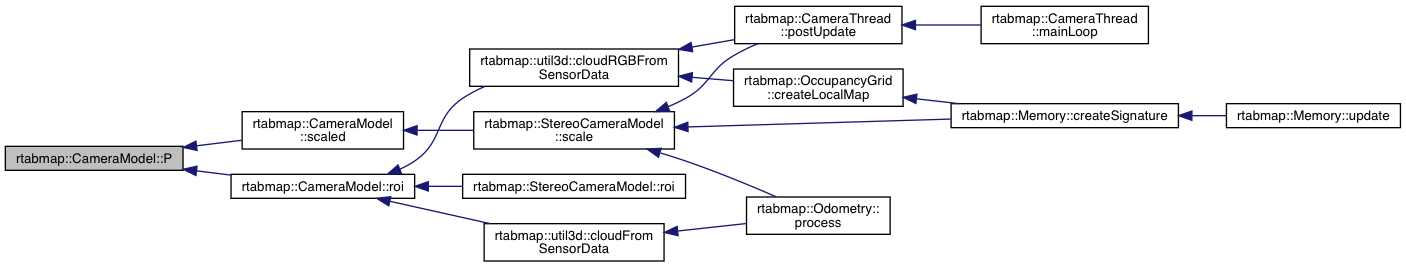 rtabmap::CameraModel::P
rtabmap::CameraModel
::scaled
rtabmap::CameraModel::roi
rtabmap::util3d::cloudRGBFrom
SensorData
rtabmap::StereoCameraModel
::scale
rtabmap::StereoCameraModel::roi
rtabmap::util3d::cloudFrom
SensorData
rtabmap::CameraThread
::postUpdate
rtabmap::OccupancyGrid
::createLocalMap
rtabmap::Odometry::
process
rtabmap::CameraThread
::mainLoop
rtabmap::Memory::createSignature
rtabmap::Memory::update